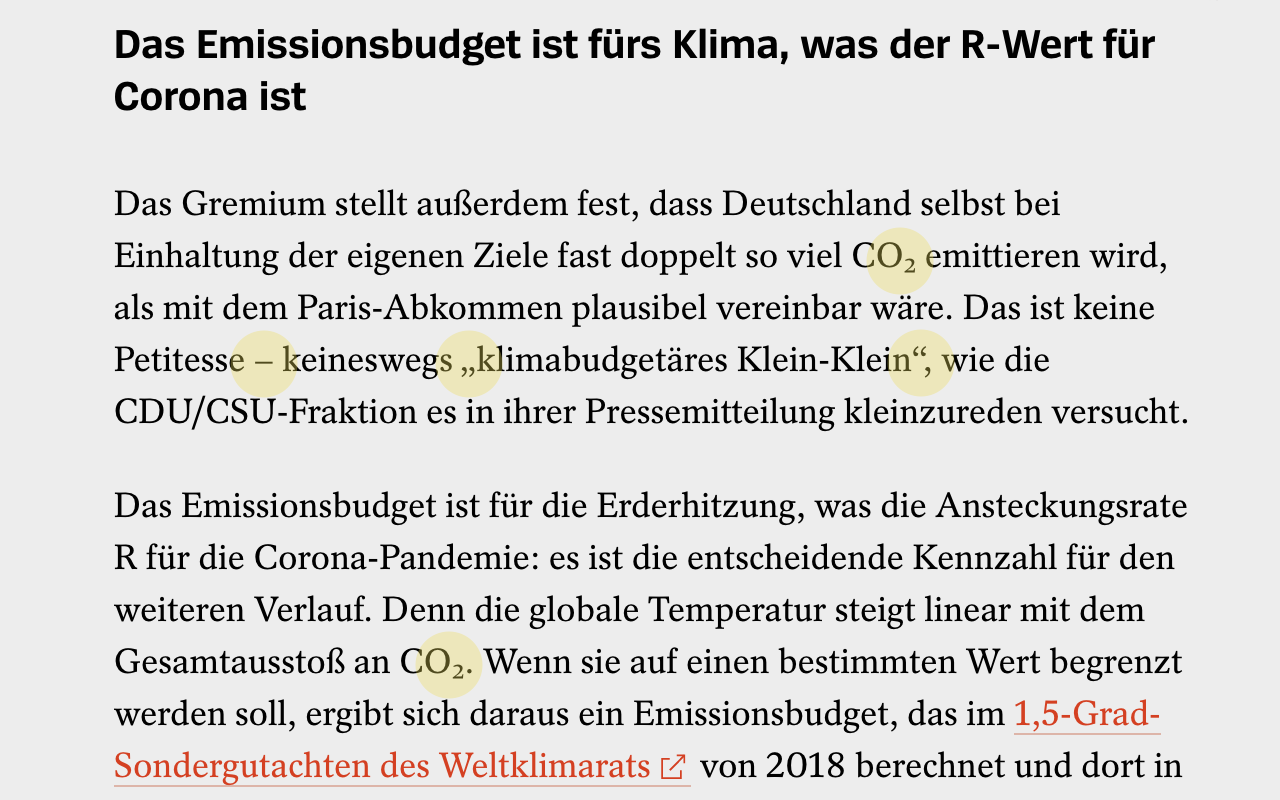 Das Emissionsbudget ist fürs Klima, was der R-Wert für
Corona ist
Das Gremium stellt außerdem fest, dass Deutschland selbst bei
Einhaltung der eigenen Ziele fast doppelt so viel CO₂ emittieren wird,
als mit dem Paris-Abkommen plausibel vereinbar wäre. Das ist keine
Petitesse – keineswegs „klimabudgetäres Klein-Klein“, wie die
CDU/CSU-Fraktion es in ihrer Pressemitteilung kleinzureden versucht.
Das Emissionsbudget ist für die Erderhitzung, was die Ansteckungsrate
R für die Corona-Pandemie: es ist die entscheidende Kennzahl für den
weiteren Verlauf. Denn die globale Temperatur steigt linear mit dem
Gesamtausstoß an CO₂. Wenn sie auf einen bestimmten Wert begrenzt
werden soll, ergibt sich daraus ein Emissionsbudget, das im 1,5-Grad-
Sondergutachten des Weltklimarats von 2018 berechnet und dort in